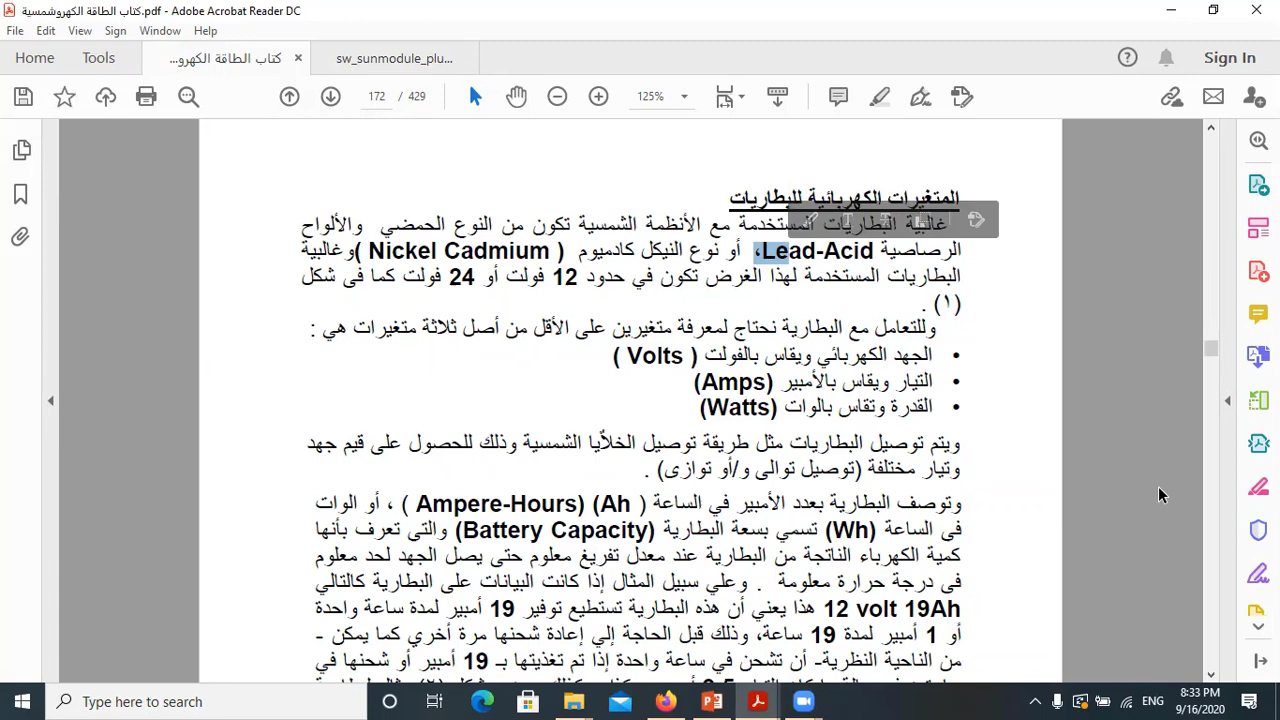 كتاب الطاقة الكهروشمسية.pdf - Adobe Acrobat Reader DC
File Edit View Sign Window Help
Home Tools كتاب الطاقة الكهرو... × sw_sunmodule_plu... Sign In
172 / 429 125%
المتغيرات الكهربائية للبطاريات
غالبية البطاريات المستخدمة مع الأنظمة الشمسية تكون من النوع الحمضي والألواح
الرصاصية Lead-Acid، أو نوع النيكل كادميوم ( Nickel Cadmium )وغالبية
البطاريات المستخدمة لهذا الغرض تكون في حدود 12 فولت أو 24 فولت كما فى شكل
(١) .
وللتعامل مع البطارية نحتاج لمعرفة متغيرين على الأقل من أصل ثلاثة متغيرات هي :
• الجهد الكهربائي ويقاس بالفولت ( Volts )
• التيار ويقاس بالأمبير (Amps)
• القدرة وتقاس بالوات (Watts)
ويتم توصيل البطاريات مثل طريقة توصيل الخلايا الشمسية وذلك للحصول على قيم جهد
وتيار مختلفة (توصيل توالى و/أو توازى) .
وتوصف البطارية بعدد الأمبير في الساعة ( Ampere-Hours) (Ah ) ، أو الوات
فى الساعة (Wh) تسمي بسعة البطارية (Battery Capacity) والتى تعرف بأنها
كمية الكهرباء الناتجة من البطارية عند معدل تفريغ معلوم حتى يصل الجهد لحد معلوم
فى درجة حرارة معلومة . وعلي سبيل المثال إذا كانت البيانات على البطارية كالتالي
12 volt 19Ah هذا يعني أن هذه البطارية تستطيع توفير 19 أمبير لمدة ساعة واحدة
أو 1 أمبير لمدة 19 ساعة، وذلك قبل الحاجة إلي إعادة شحنها مرة أخري كما يمكن -
من الناحية النظرية- أن تشحن في ساعة واحدة إذا تم تغذيتها بـ 19 أمبير أو شحنها في
Type here to search
ENG 8:33 PM
9/16/2020